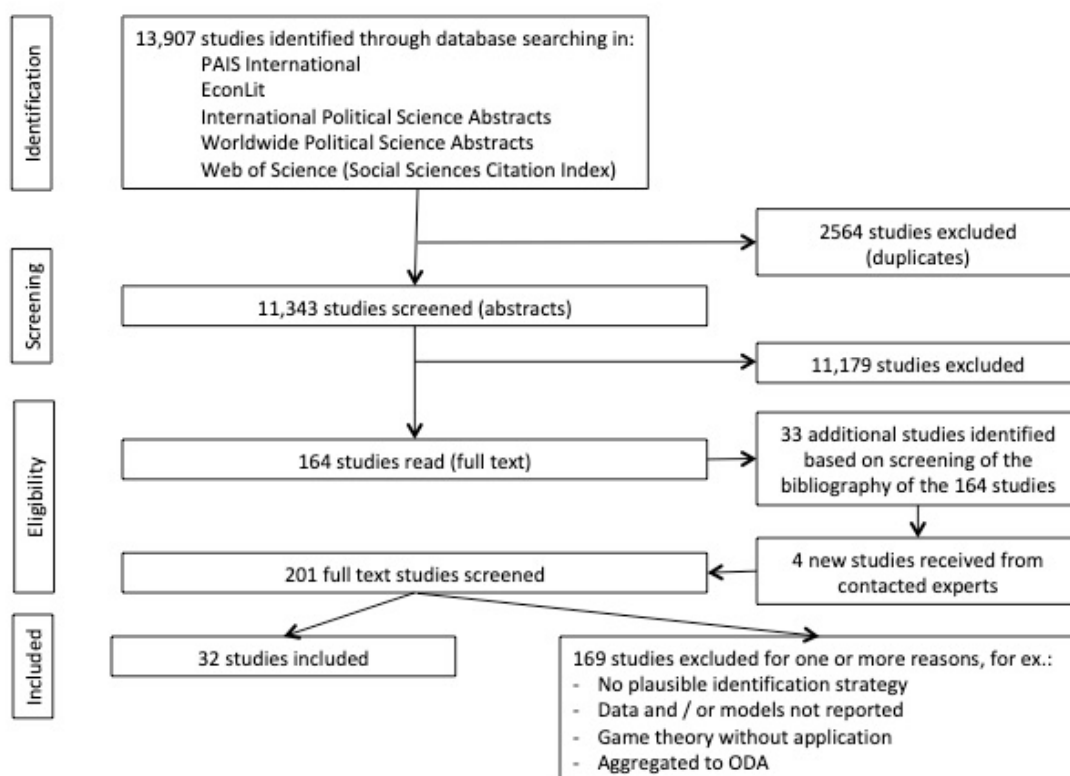 Identification
13,907 studies identified through database searching in:
PAIS International
EconLit
International Political Science Abstracts
Worldwide Political Science Abstracts
Web of Science (Social Sciences Citation Index)
2564 studies excluded
(duplicates)
Screening
11,343 studies screened (abstracts)
11,179 studies excluded
Eligibility
164 studies read (full text)
33 additional studies identified
based on screening of the
bibliography of the 164 studies
4 new studies received from
contacted experts
201 full text studies screened
Included
32 studies included
169 studies excluded for one or more reasons, for ex.:
- No plausible identification strategy
- Data and / or models not reported
- Game theory without application
- Aggregated to ODA